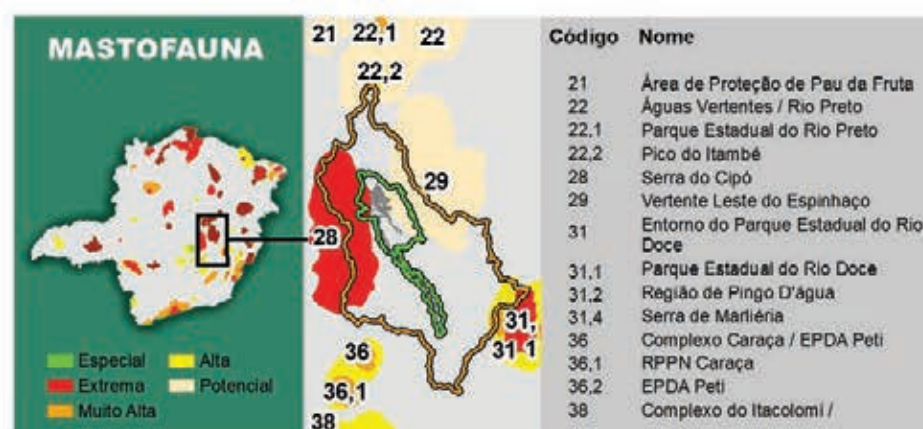 MASTOFAUNA
Especial
Extrema
Muito Alta
Alta
Potencial
21
22,1
22
22,2
29
28
31,
31 1
36
36,1
38
Código Nome
21 Área de Proteção de Pau da Fruta
22 Águas Vertentes / Rio Preto
22,1 Parque Estadual do Rio Preto
22,2 Pico do Itambé
28 Serra do Cipó
29 Vertente Leste do Espinhaço
31 Entorno do Parque Estadual do Rio
Doce
31,1 Parque Estadual do Rio Doce
31,2 Região de Pingo D'água
31,4 Serra de Marliéria
36 Complexo Caraça / EPDA Peti
36,1 RPPN Caraça
36,2 EPDA Peti
38 Complexo do Itacolomi /